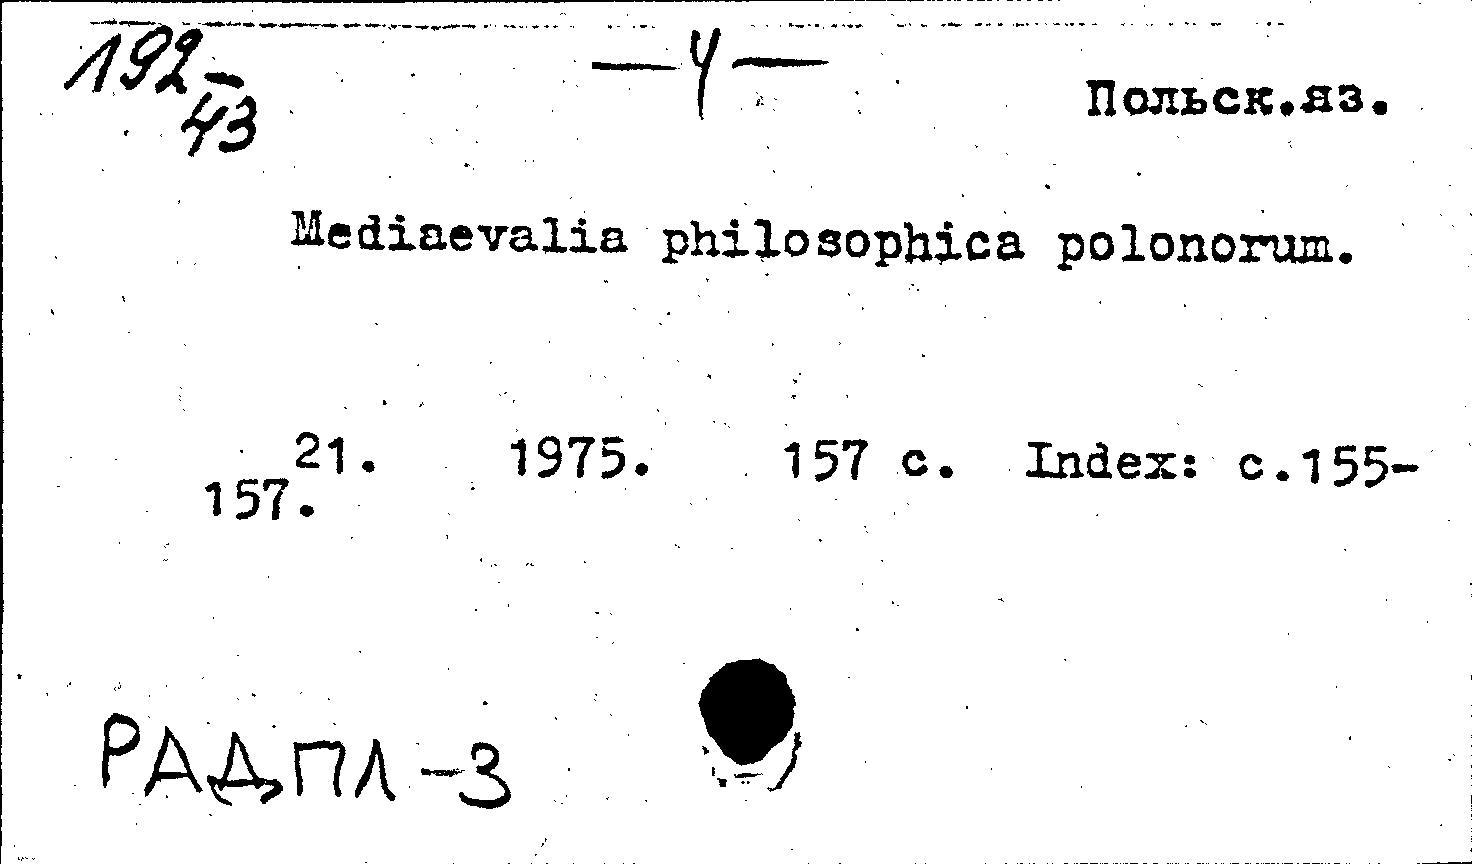 192-
43
— 4 —
Польск.яз.
Mediaevalia philosophica polonorum.
21. 1975. 157 с. Index: с.155-
157.
РАДПЛ-3